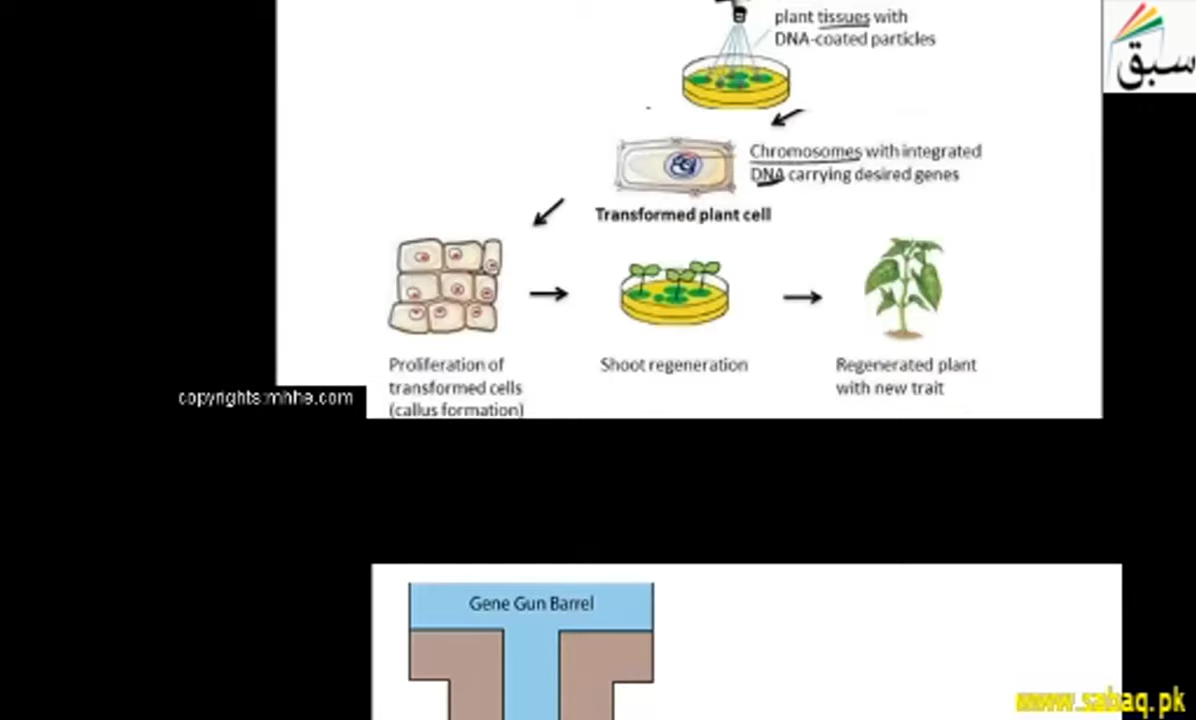 plant tissues with
DNA-coated particles
سبق
Chromosomes with integrated
DNA carrying desired genes
Transformed plant cell
Proliferation of
transformed cells
(callus formation)
Shoot regeneration
Regenerated plant
with new trait
copyrights:mhhe.com
Gene Gun Barrel
www.sabaq.pk